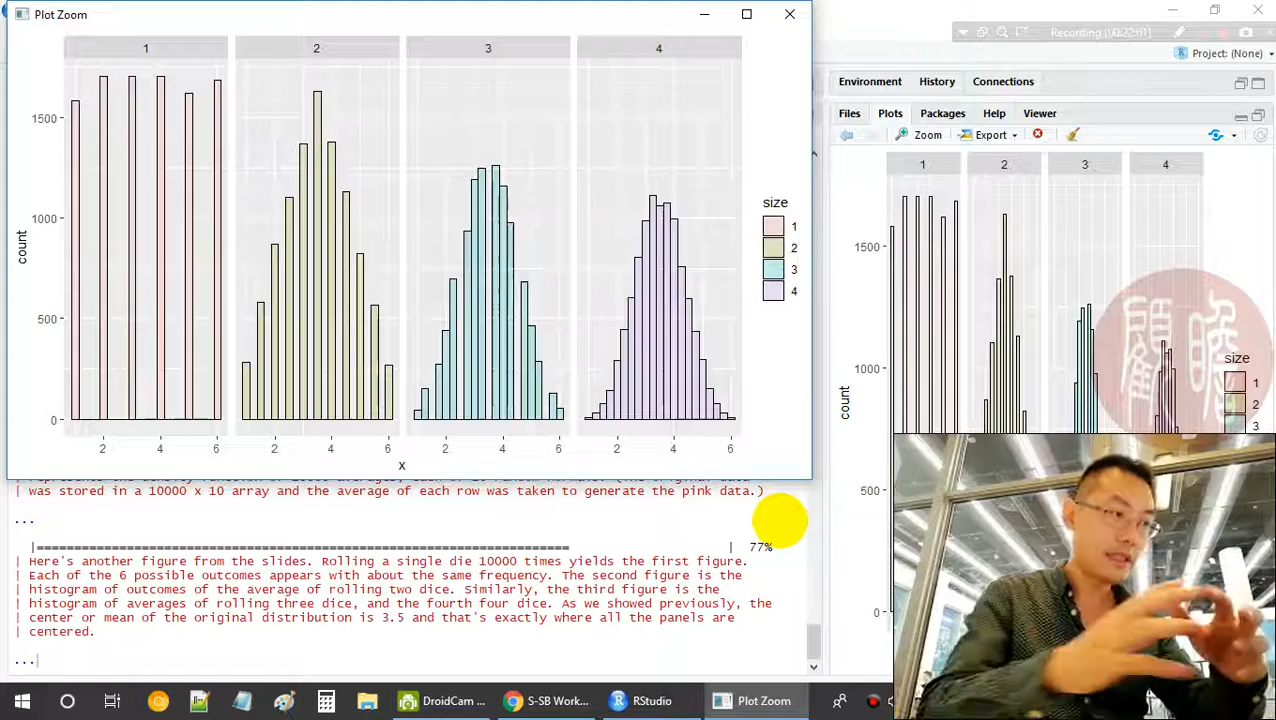 Plot Zoom
Recording [00:22:01]
Project: (None)
Environment
History
Connections
Files
Plots
Packages
Help
Viewer
Zoom
Export
1
2
3
4
1500
1000
500
0
count
2
4
6
2
4
6
2
4
6
2
4
6
x
size
1
2
3
4
1
2
3
4
1500
1000
500
0
count
size
1
2
3
顧
瞻
| was stored in a 10000 x 10 array and the average of each row was taken to generate the pink data.)
...
|======================================================================= | 77%
| Here's another figure from the slides. Rolling a single die 10000 times yields the first figure.
| Each of the 6 possible outcomes appears with about the same frequency. The second figure is the
| histogram of outcomes of the average of rolling two dice. Similarly, the third figure is the
| histogram of averages of rolling three dice, and the fourth four dice. As we showed previously, the
| center or mean of the original distribution is 3.5 and that's exactly where all the panels are
| centered.
...
DroidCam ...
S-SB Work...
RStudio
Plot Zoom